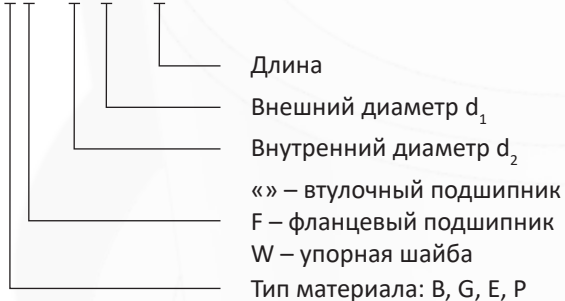 Длина
Внешний диаметр d₁
Внутренний диаметр d₂
«» – втулочный подшипник
F – фланцевый подшипник
W – упорная шайба
Тип материала: B, G, E, P